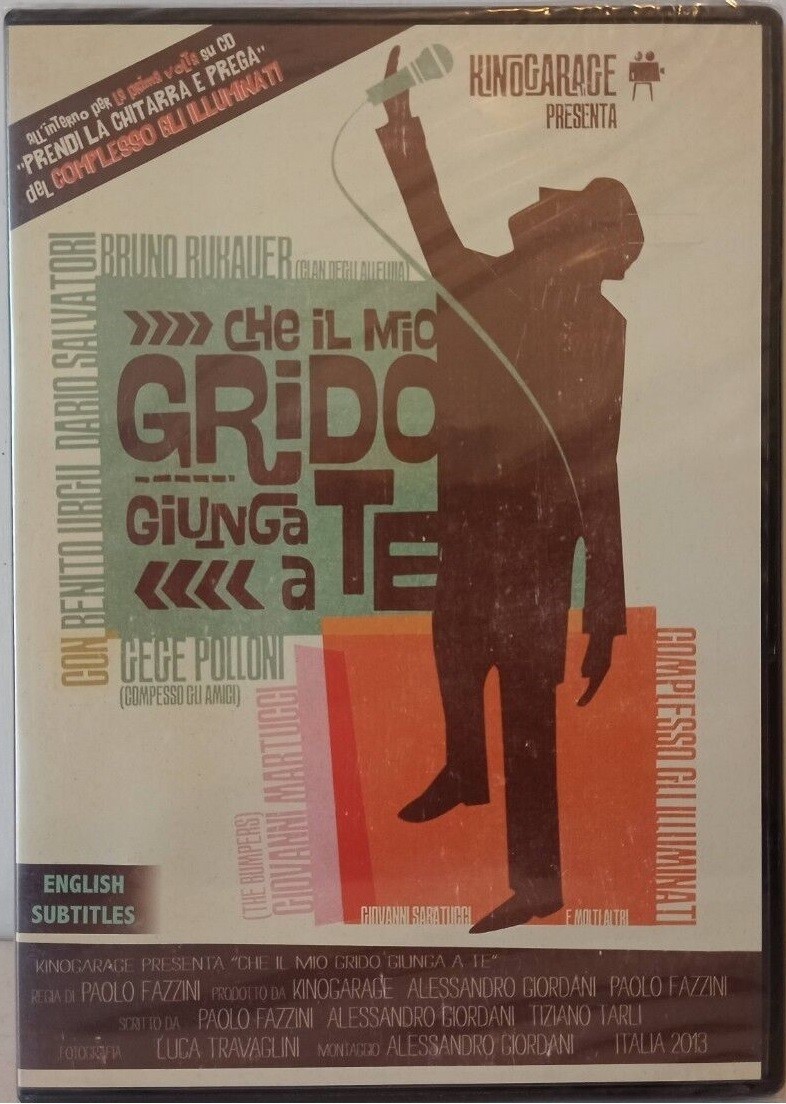 all'interno per la prima volta su CD
"PRENDI LA CHITARRA E PREGA"
del COMPLESSO GLI ILLUMINATI
KINOGARAGE
PRESENTA
BRUNO RUKAUER (CLAN DEGLI ALLELUIA)
CON BENITO URGU DARIO SALVATORI
CHE IL MIO
GRIDO
GIUNGA
a TE
GEGE POLLONI
(COMPESSO GLI AMICI)
(THE BUMPERS)
GIOVANNI MARTUCCI
COMPLESSO GLI ILLUMINATI
GIOVANNI SARATUCCI
E MOLTI ALTRI
ENGLISH
SUBTITLES
KINOGARAGE PRESENTA "CHE IL MIO GRIDO GIUNGA A TE"
REGIA DI PAOLO FAZZINI PRODOTTO DA KINOGARAGE ALESSANDRO GIORDANI PAOLO FAZZINI
SCRITTO DA PAOLO FAZZINI ALESSANDRO GIORDANI TIZIANO TARLI
FOTOGRAFIA LUCA TRAVAGLINI MONTAGGIO ALESSANDRO GIORDANI ITALIA 2013